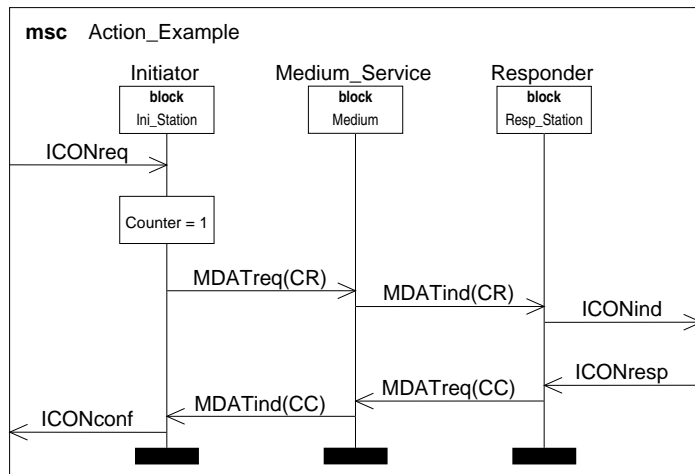 msc Action_Example
Initiator Medium_Service Responder
block block block
Ini_Station Medium Resp_Station
ICONreq
Counter = 1
MDATreq(CR)
MDATind(CR)
ICONind
ICONresp
MDATreq(CC)
MDATind(CC)
ICONconf